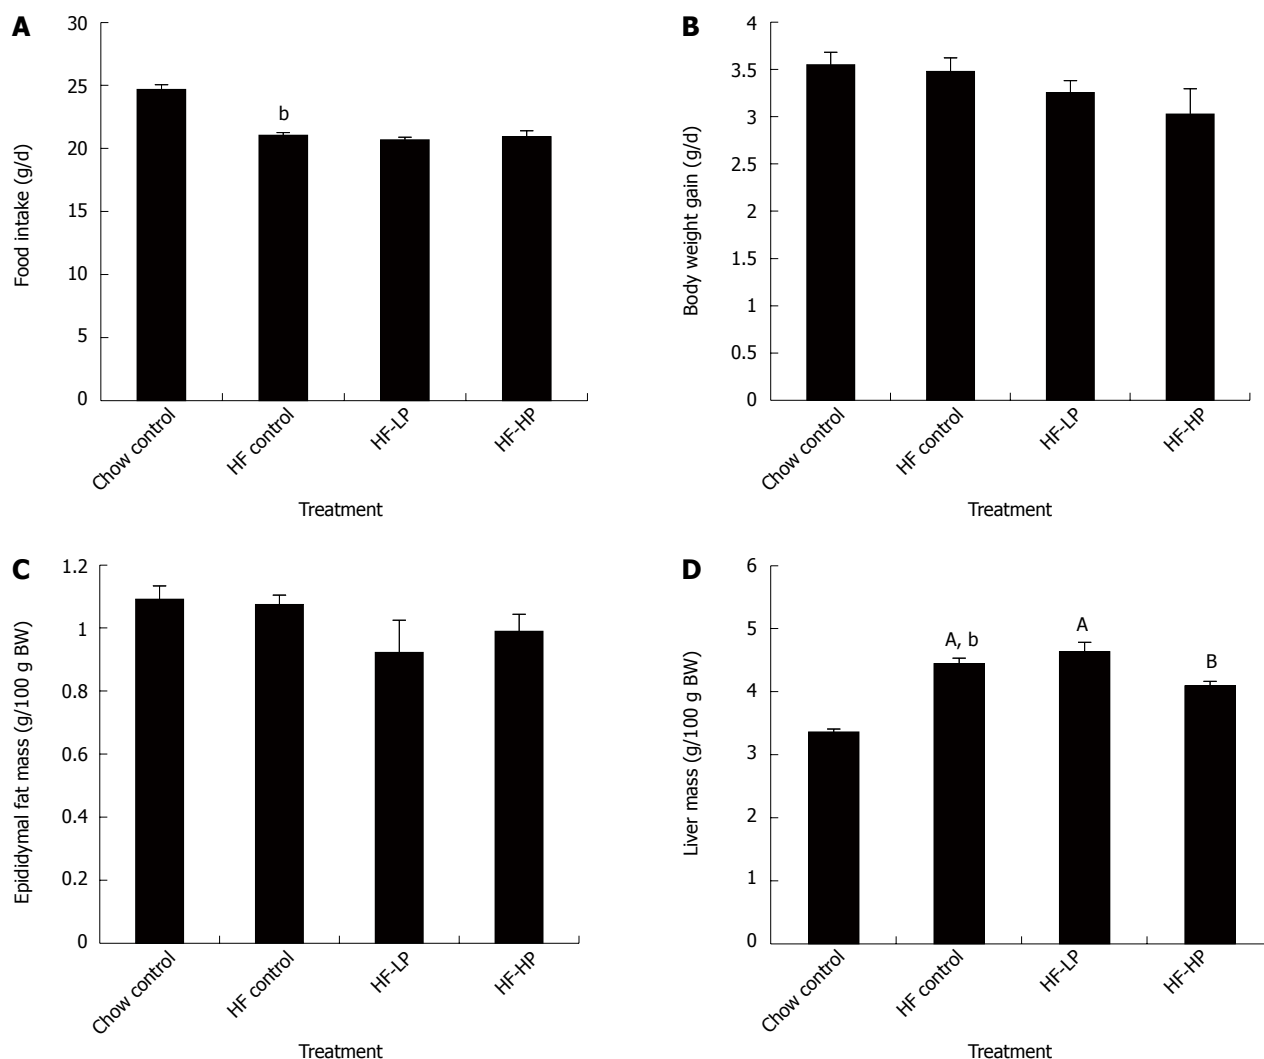 A
Food intake (g/d)
30
25
20
15
10
5
0
b
Chow control
HF control
HF-LP
HF-HP
Treatment
B
Body weight gain (g/d)
4
3.5
3
2.5
2
1.5
1
0.5
0
Chow control
HF control
HF-LP
HF-HP
Treatment
C
Epididymal fat mass (g/100 g BW)
1.2
1
0.8
0.6
0.4
0.2
0
Chow control
HF control
HF-LP
HF-HP
Treatment
D
Liver mass (g/100 g BW)
6
5
4
3
2
1
0
A, b
A
B
Chow control
HF control
HF-LP
HF-HP
Treatment